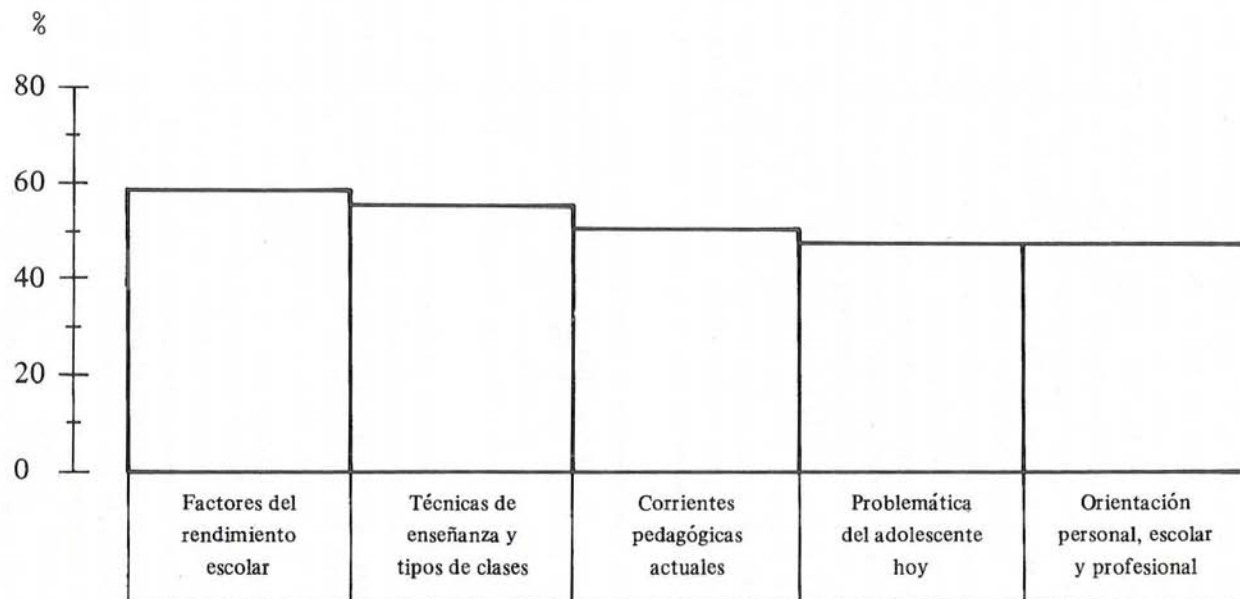 %
80
60
40
20
0
Factores del
rendimiento
escolar
Técnicas de
enseñanza y
tipos de clases
Corrientes
pedagógicas
actuales
Problemática
del adolescente
hoy
Orientación
personal, escolar
y profesional